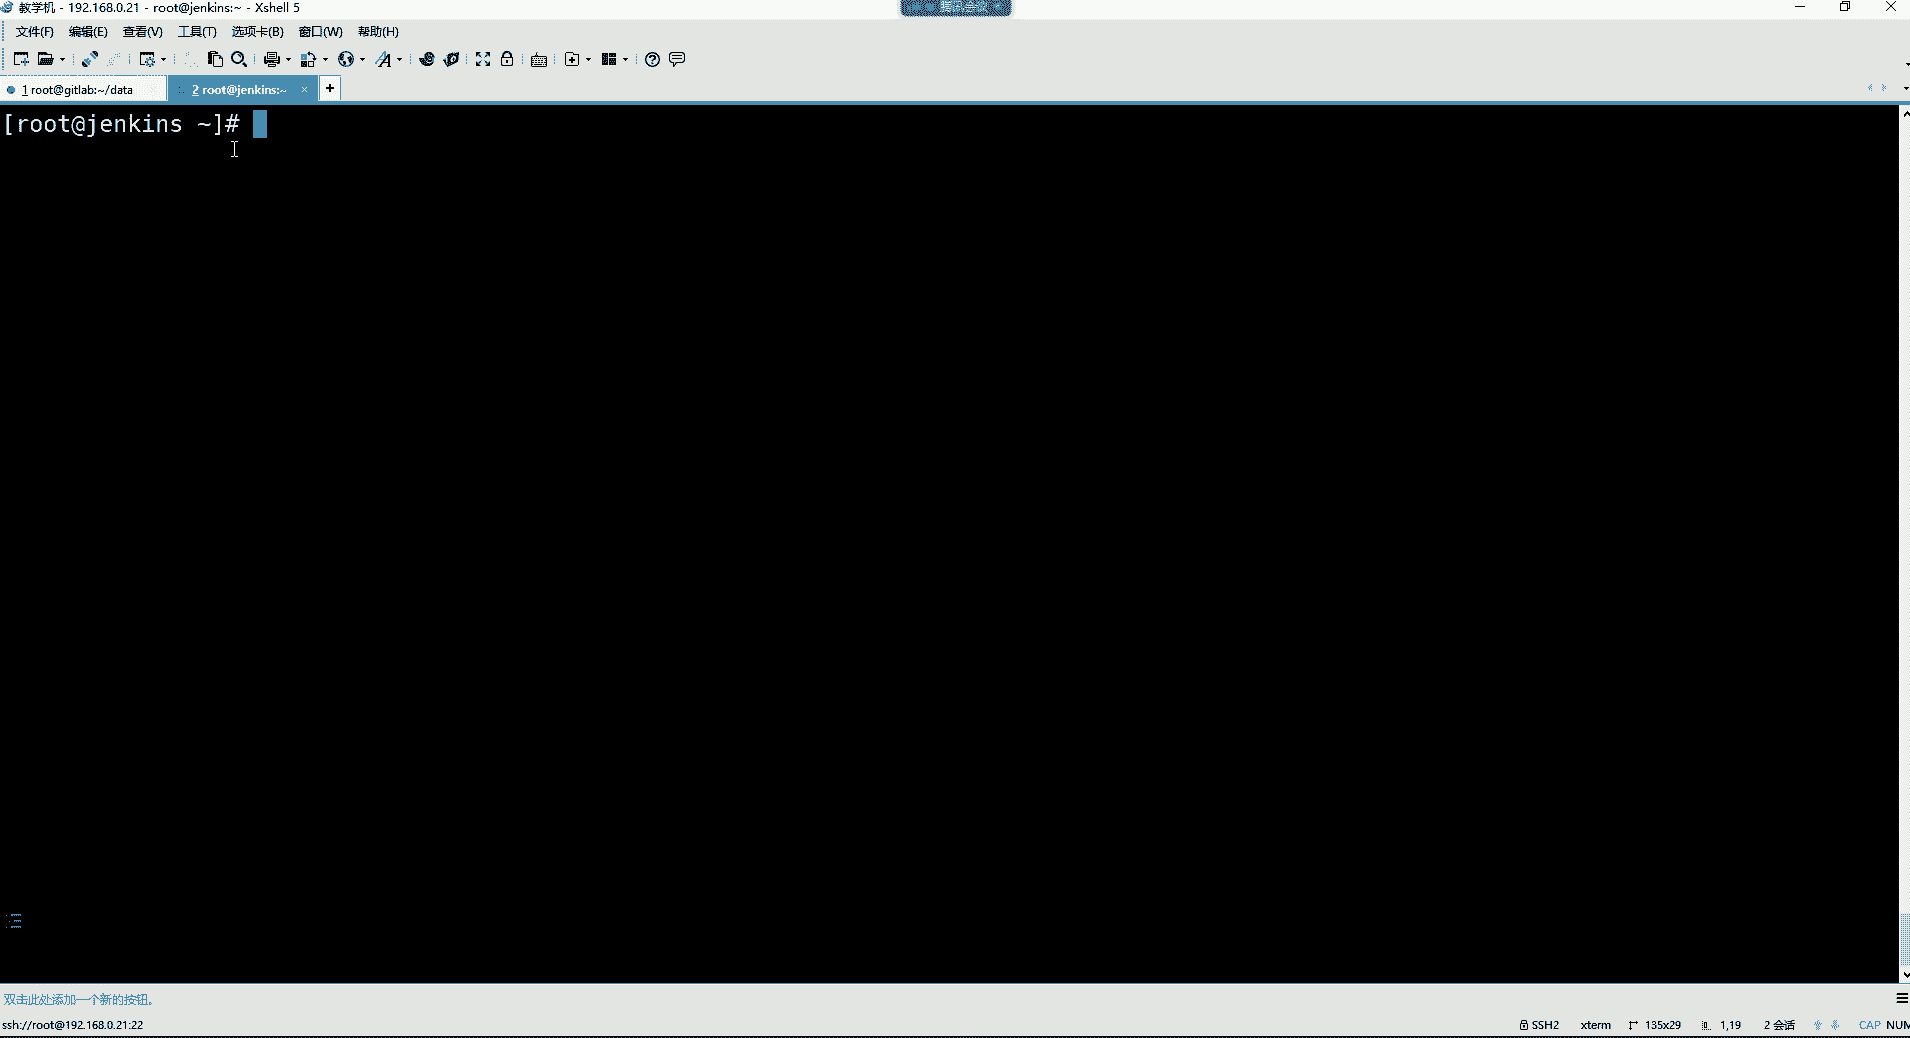 教学机 - 192.168.0.21 - root@jenkins:~ - Xshell 5
腾讯会议
文件(F) 编辑(E) 查看(V) 工具(T) 选项卡(B) 窗口(W) 帮助(H)
1 root@gitlab:~/data
2 root@jenkins:~ × +
[root@jenkins ~]#
双击此处添加一个新的按钮。
ssh://root@192.168.0.21:22
SSH2 xterm 135x29 1,19 2 会话 CAP NUM